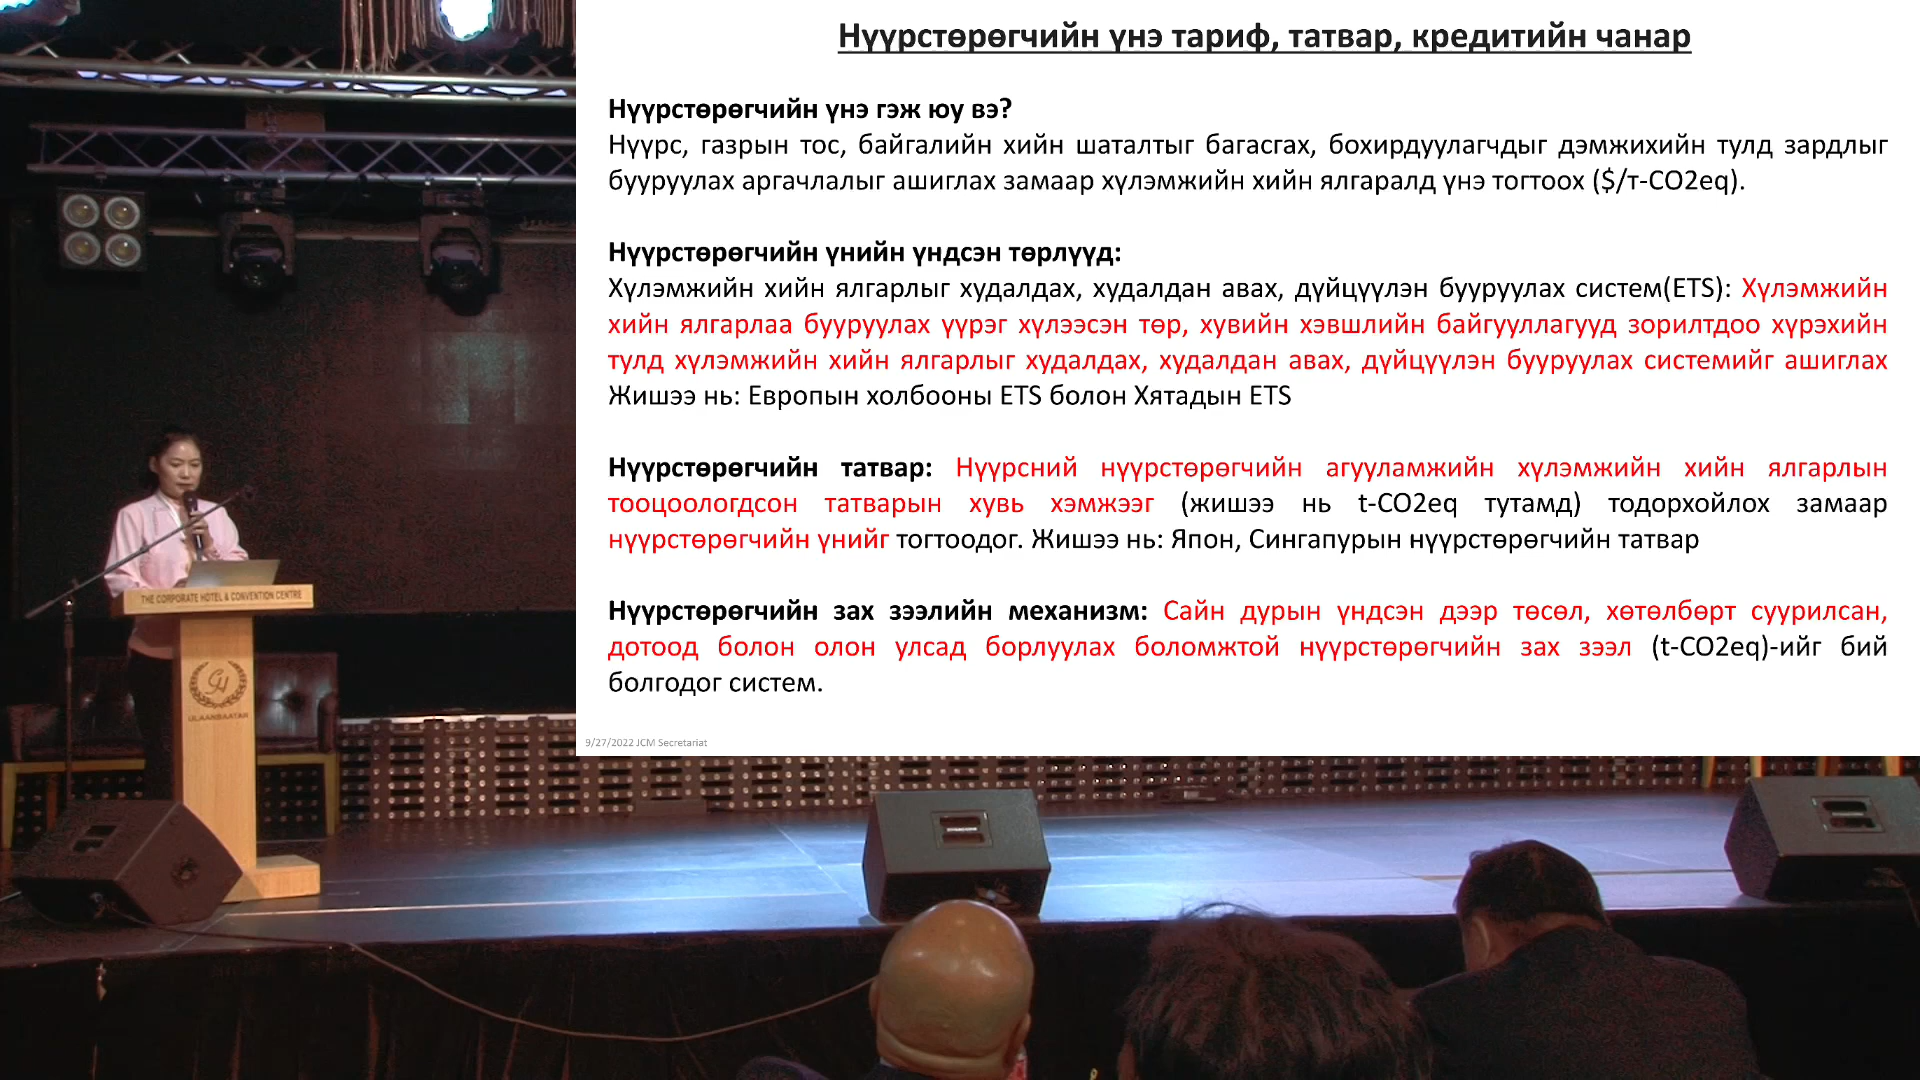 Нүүрстөрөгчийн үнэ тариф, татвар, кредитийн чанар
Нүүрстөрөгчийн үнэ гэж юу вэ?
Нүүрс, газрын тос, байгалийн хийн шаталтыг багасгах, бохирдуулагчдыг дэмжихийн тулд зардлыг
бууруулах аргачлалыг ашиглах замаар хүлэмжийн хийн ялгаралд үнэ тогтоох ($/т-CO2eq).
Нүүрстөрөгчийн үнийн үндсэн төрлүүд:
Хүлэмжийн хийн ялгарлыг худалдах, худалдан авах, дүйцүүлэн бууруулах систем(ETS): Хүлэмжийн
хийн ялгарлаа бууруулах үүрэг хүлээсэн төр, хувийн хэвшлийн байгууллагууд зорилтдоо хүрэхийн
тулд хүлэмжийн хийн ялгарлыг худалдах, худалдан авах, дүйцүүлэн бууруулах системийг ашиглах
Жишээ нь: Европын холбооны ETS болон Хятадын ETS
Нүүрстөрөгчийн татвар: Нүүрсний нүүрстөрөгчийн агууламжийн хүлэмжийн хийн ялгарлын
тооцоологдсон татварын хувь хэмжээг (жишээ нь t-CO2eq тутамд) тодорхойлох замаар
нүүрстөрөгчийн үнийг тогтоодог. Жишээ нь: Япон, Сингапурын нүүрстөрөгчийн татвар
Нүүрстөрөгчийн зах зээлийн механизм: Сайн дурын үндсэн дээр төсөл, хөтөлбөрт суурилсан,
дотоод болон олон улсад борлуулах боломжтой нүүрстөрөгчийн зах зээл (t-CO2eq)-ийг бий
болгодог систем.
9/27/2022 JCM Secretariat
THE CORPORATE HOTEL & CONVENTION CENTRE
CH
ULAANBAATAR